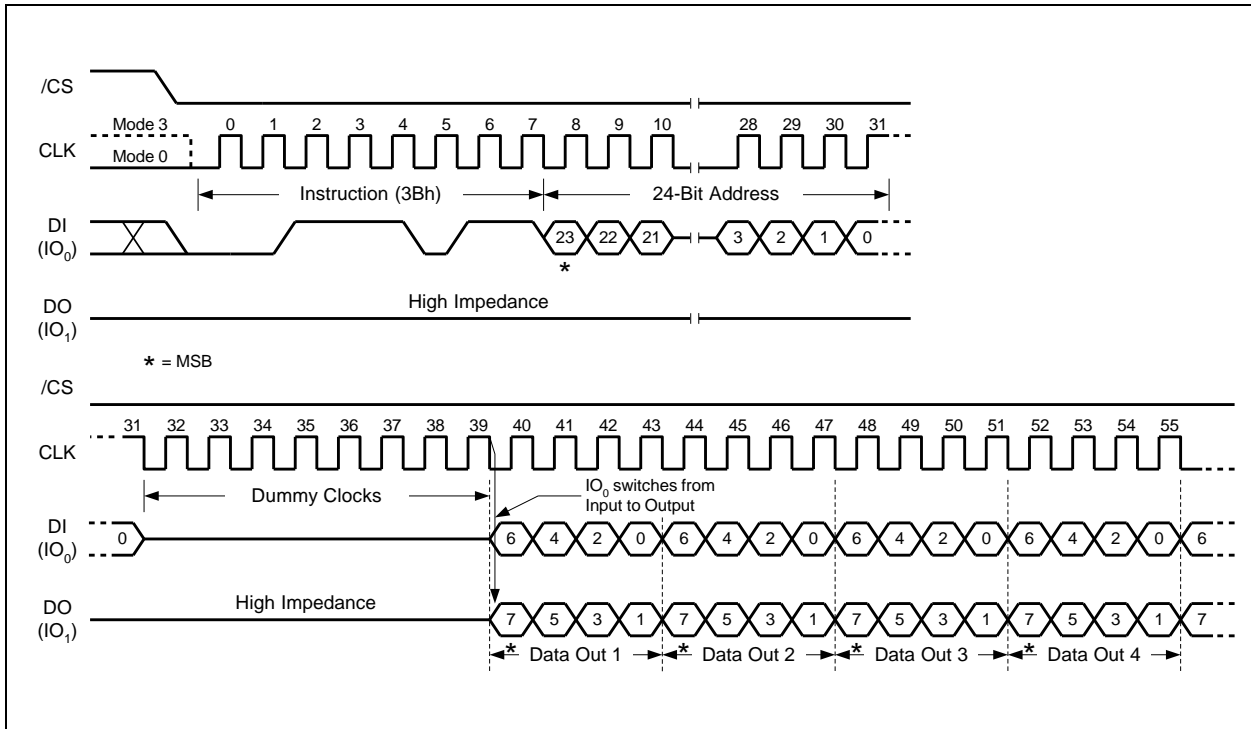 /CS
Mode 3 0 1 2 3 4 5 6 7 8 9 10 28 29 30 31
CLK
Mode 0
Instruction (3Bh) 24-Bit Address
DI
(IO0) 23 22 21 3 2 1 0
*
DO High Impedance
(IO1)
* = MSB
/CS
31 32 33 34 35 36 37 38 39 40 41 42 43 44 45 46 47 48 49 50 51 52 53 54 55
CLK
Dummy Clocks
IO0 switches from
Input to Output
DI
(IO0) 0 6 4 2 0 6 4 2 0 6 4 2 0 6 4 2 0 6
DO High Impedance
(IO1) 7 5 3 1 7 5 3 1 7 5 3 1 7 5 3 1 7
* Data Out 1 * Data Out 2 * Data Out 3 * Data Out 4